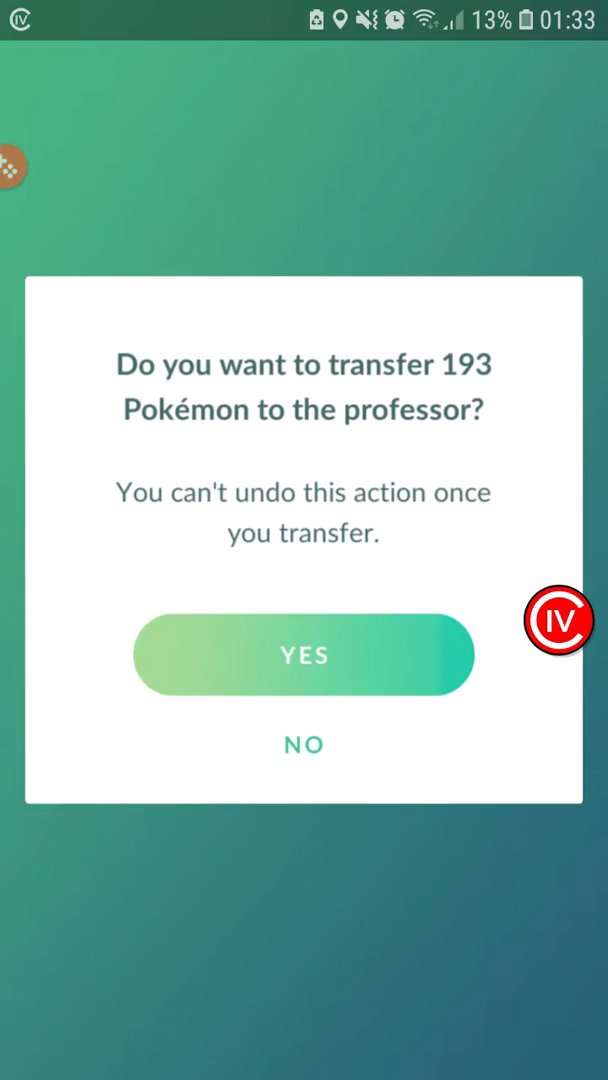 IV 13% 01:33
Do you want to transfer 193
Pokémon to the professor?
You can't undo this action once
you transfer.
IV
YES
NO